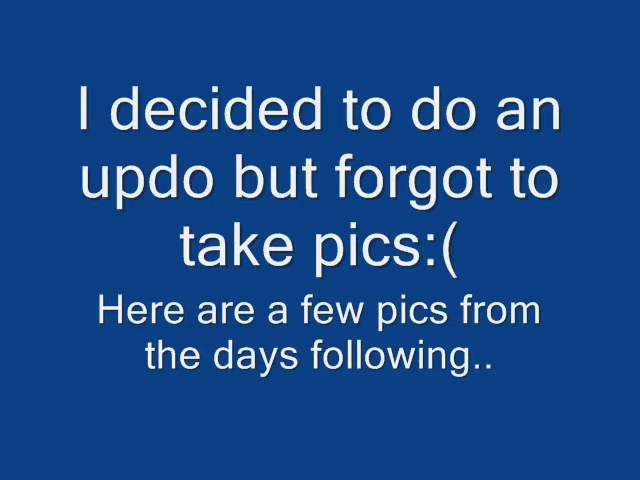 I decided to do an
updo but forgot to
take pics:(
Here are a few pics from
the days following..